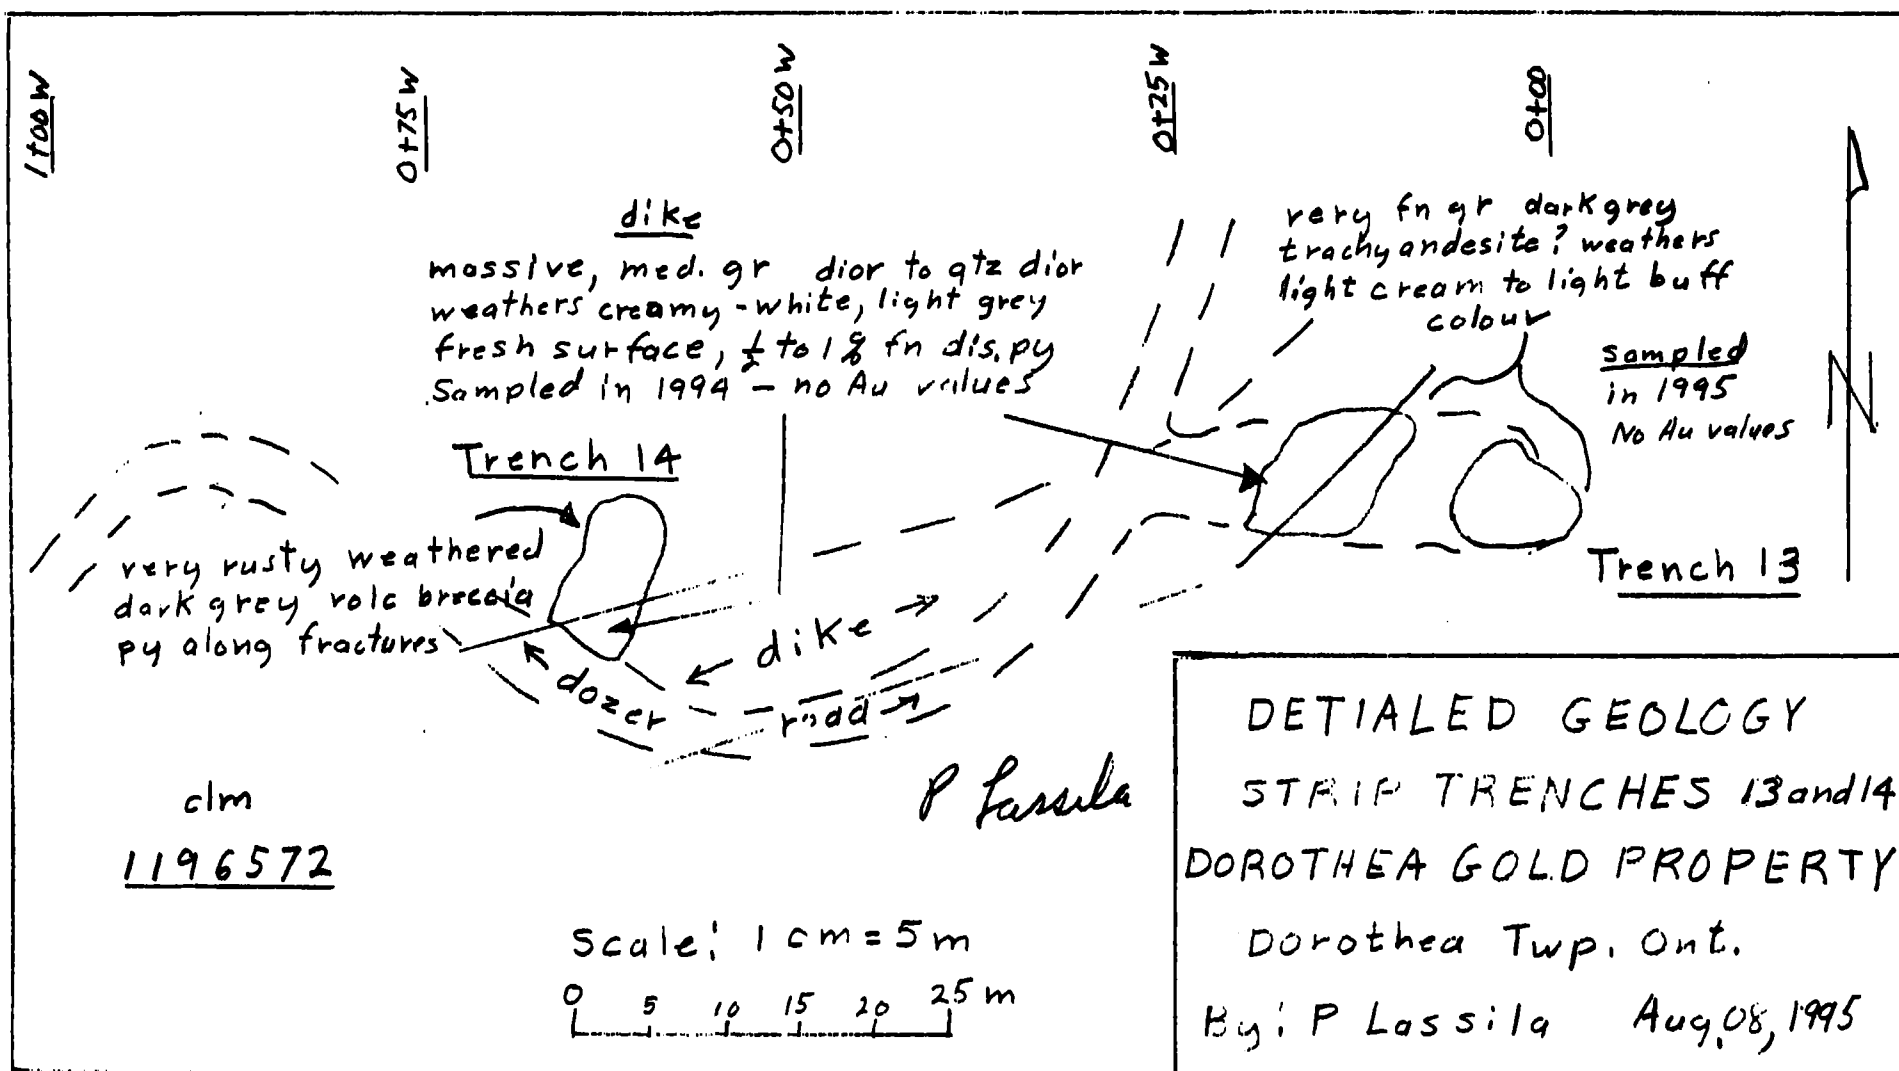 1+00W
0+75W
0+50W
0+25W
0+00
dike
massive, med. gr dior to qtz dior
weathers creamy-white, light grey
fresh surface, ½ to 1% fn dis. py
Sampled in 1994 - no Au values
very fn gr dark grey
trachyandesite? weathers
light cream to light buff
colour
sampled
in 1995
No Au values
N
Trench 14
very rusty weathered
dark grey volc breccia
py along fractures
Trench 13
dike
dozer road
P Lassila
clm
1196572
Scale: 1 cm = 5 m
0 5 10 15 20 25 m
DETIALED GEOLOGY
STRIP TRENCHES 13 and 14
DOROTHEA GOLD PROPERTY
Dorothea Twp. Ont.
By: P Lassila Aug, 08, 1995